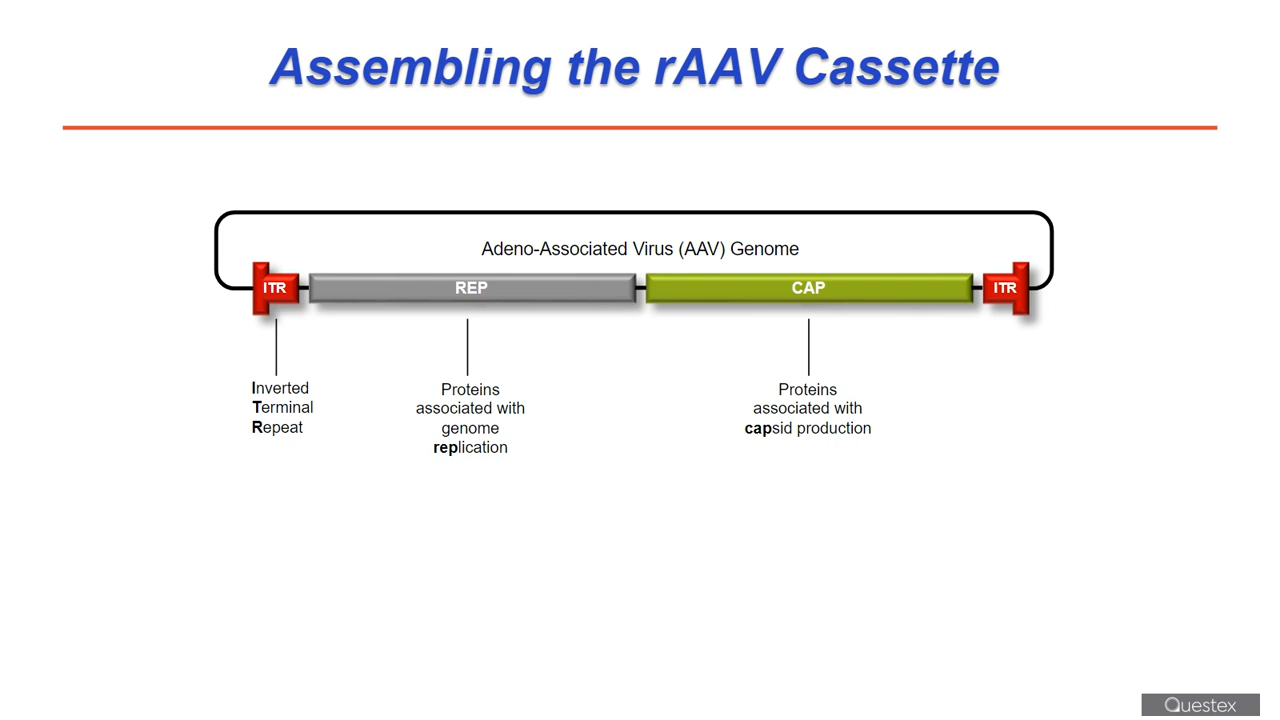 Assembling the rAAV Cassette
Adeno-Associated Virus (AAV) Genome
ITR
REP
CAP
ITR
Inverted
Terminal
Repeat
Proteins
associated with
genome
replication
Proteins
associated with
capsid production
Questex